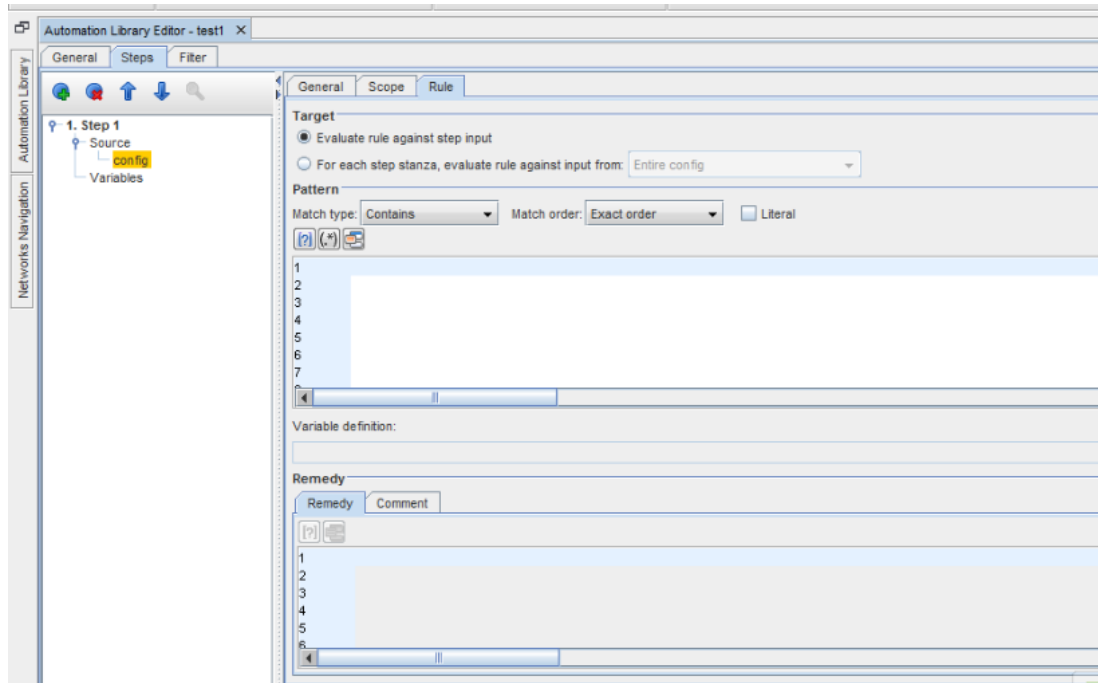 Automation Library Editor - test1 X
General Steps Filter
Automation Library
Networks Navigation
1. Step 1
Source
config
Variables
General Scope Rule
Target
Evaluate rule against step input
For each step stanza, evaluate rule against input from: Entire config
Pattern
Match type: Contains Match order: Exact order Literal
[?] (.*)
1
2
3
4
5
6
7
Variable definition:
Remedy
Remedy Comment
[?]
1
2
3
4
5
6